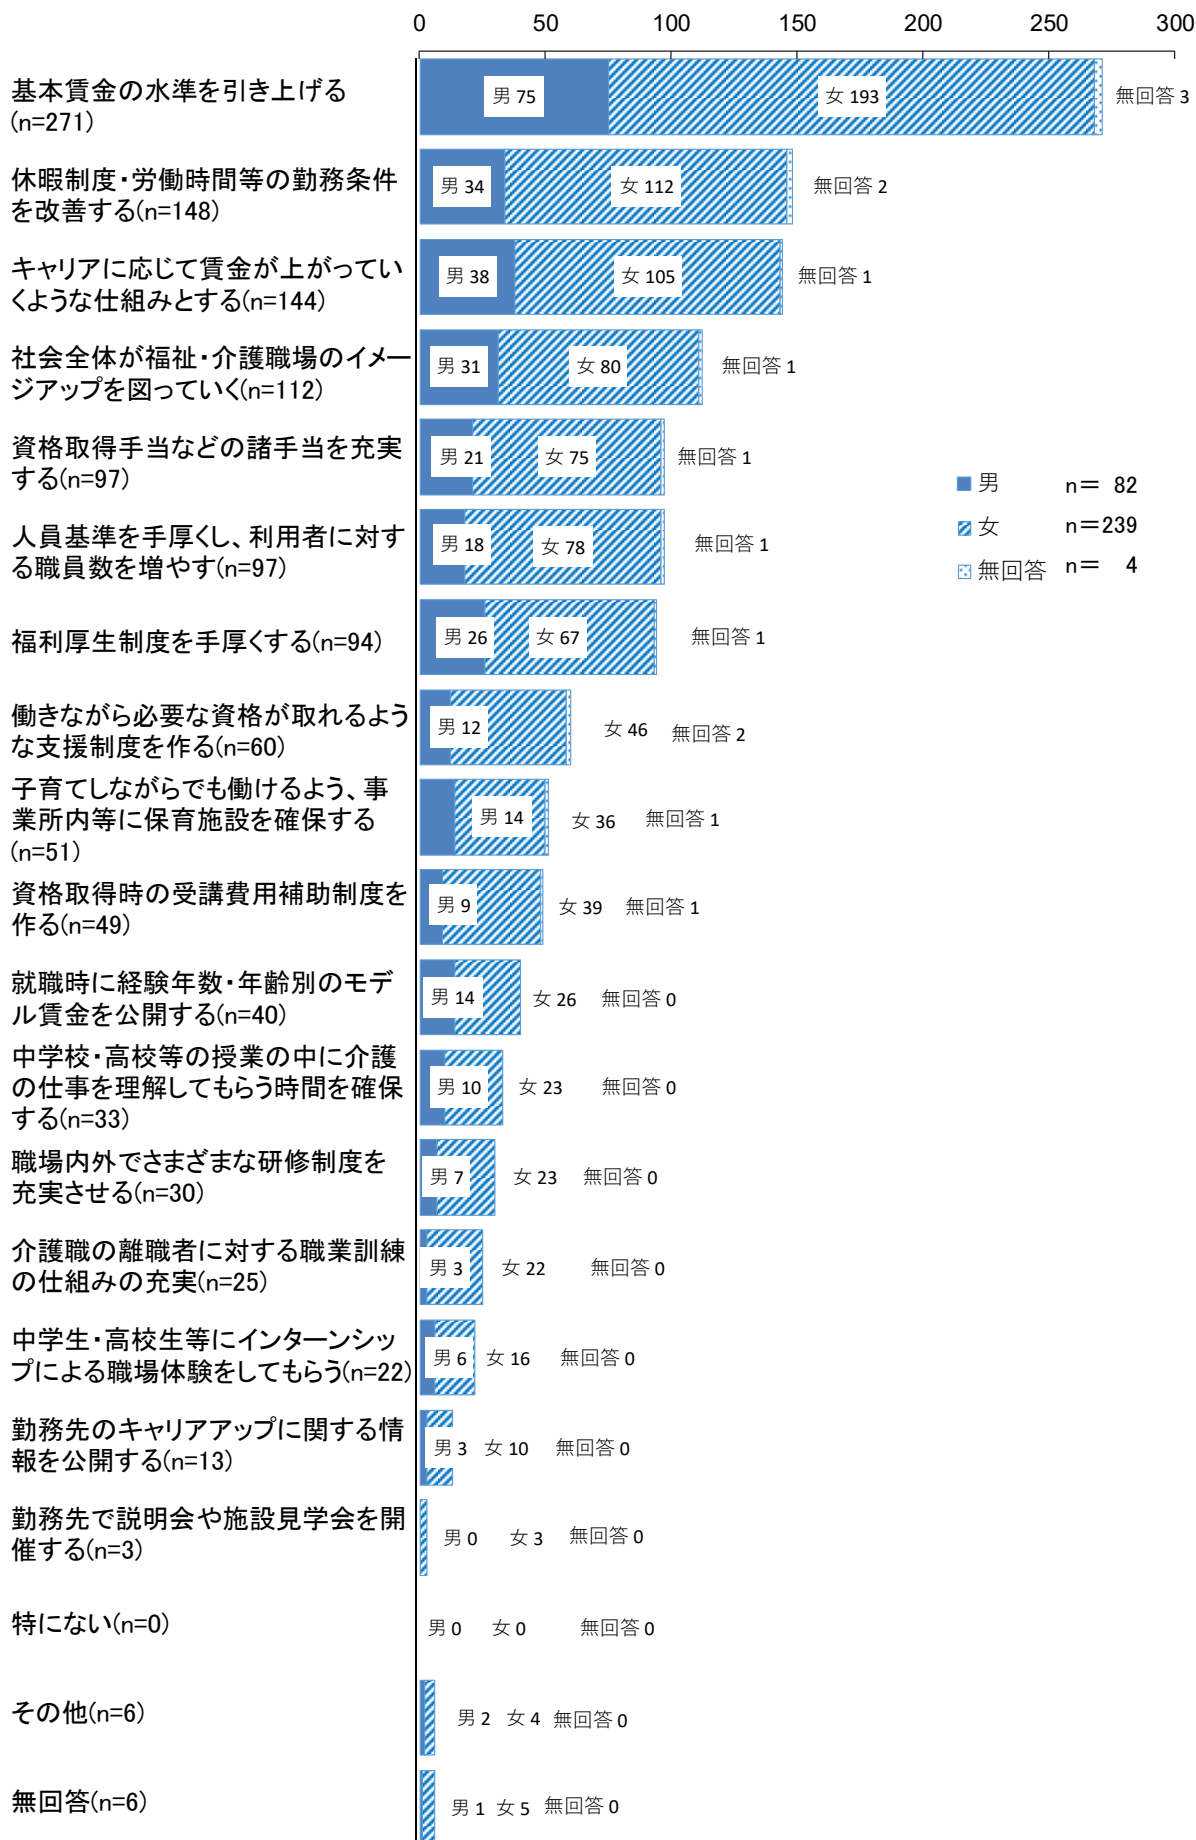 0 50 100 150 200 250 300
基本賃金の水準を引き上げる
(n=271)
男 75 女 193 無回答 3
休暇制度・労働時間等の勤務条件
を改善する(n=148)
男 34 女 112 無回答 2
キャリアに応じて賃金が上がってい
くような仕組みとする(n=144)
男 38 女 105 無回答 1
社会全体が福祉・介護職場のイメー
ジアップを図っていく(n=112)
男 31 女 80 無回答 1
資格取得手当などの諸手当を充実
する(n=97)
男 21 女 75 無回答 1
男 n＝ 82
女 n＝239
無回答 n＝ 4
人員基準を手厚くし、利用者に対す
る職員数を増やす(n=97)
男 18 女 78 無回答 1
福利厚生制度を手厚くする(n=94)
男 26 女 67 無回答 1
働きながら必要な資格が取れるよう
な支援制度を作る(n=60)
男 12 女 46 無回答 2
子育てしながらでも働けるよう、事
業所内等に保育施設を確保する
(n=51)
男 14 女 36 無回答 1
資格取得時の受講費用補助制度を
作る(n=49)
男 9 女 39 無回答 1
就職時に経験年数・年齢別のモデ
ル賃金を公開する(n=40)
男 14 女 26 無回答 0
中学校・高校等の授業の中に介護
の仕事を理解してもらう時間を確保
する(n=33)
男 10 女 23 無回答 0
職場内外でさまざまな研修制度を
充実させる(n=30)
男 7 女 23 無回答 0
介護職の離職者に対する職業訓練
の仕組みの充実(n=25)
男 3 女 22 無回答 0
中学生・高校生等にインターンシッ
プによる職場体験をしてもらう(n=22)
男 6 女 16 無回答 0
勤務先のキャリアアップに関する情
報を公開する(n=13)
男 3 女 10 無回答 0
勤務先で説明会や施設見学会を開
催する(n=3)
男 0 女 3 無回答 0
特にない(n=0)
男 0 女 0 無回答 0
その他(n=6)
男 2 女 4 無回答 0
無回答(n=6)
男 1 女 5 無回答 0